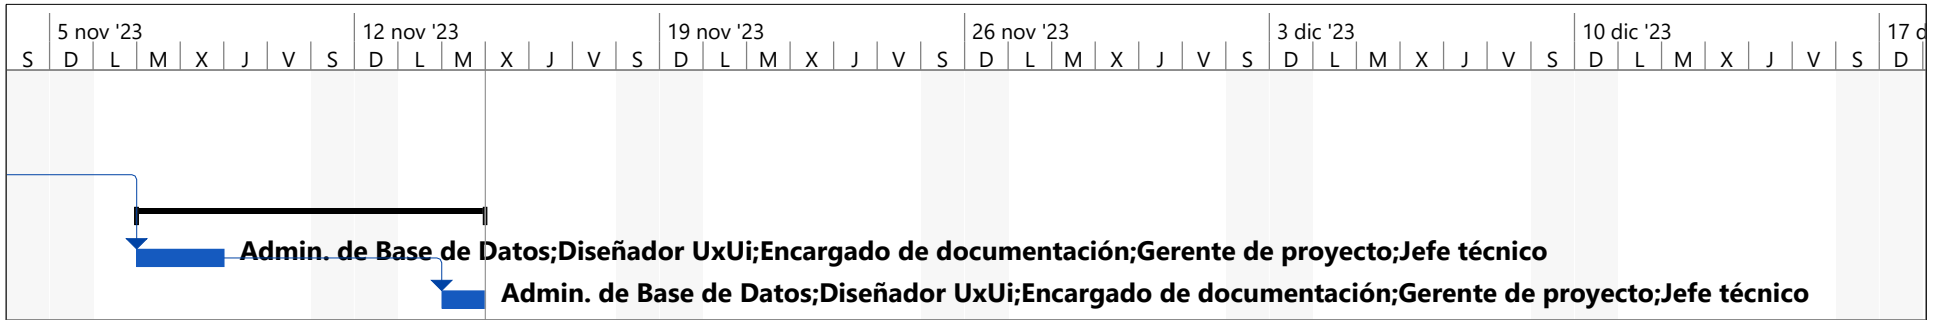 5 nov '23 12 nov '23 19 nov '23 26 nov '23 3 dic '23 10 dic '23 17 d
S D L M X J V S D L M X J V S D L M X J V S D L M X J V S D L M X J V S D L M X J V S D
Admin. de Base de Datos;Diseñador UxUi;Encargado de documentación;Gerente de proyecto;Jefe técnico
Admin. de Base de Datos;Diseñador UxUi;Encargado de documentación;Gerente de proyecto;Jefe técnico